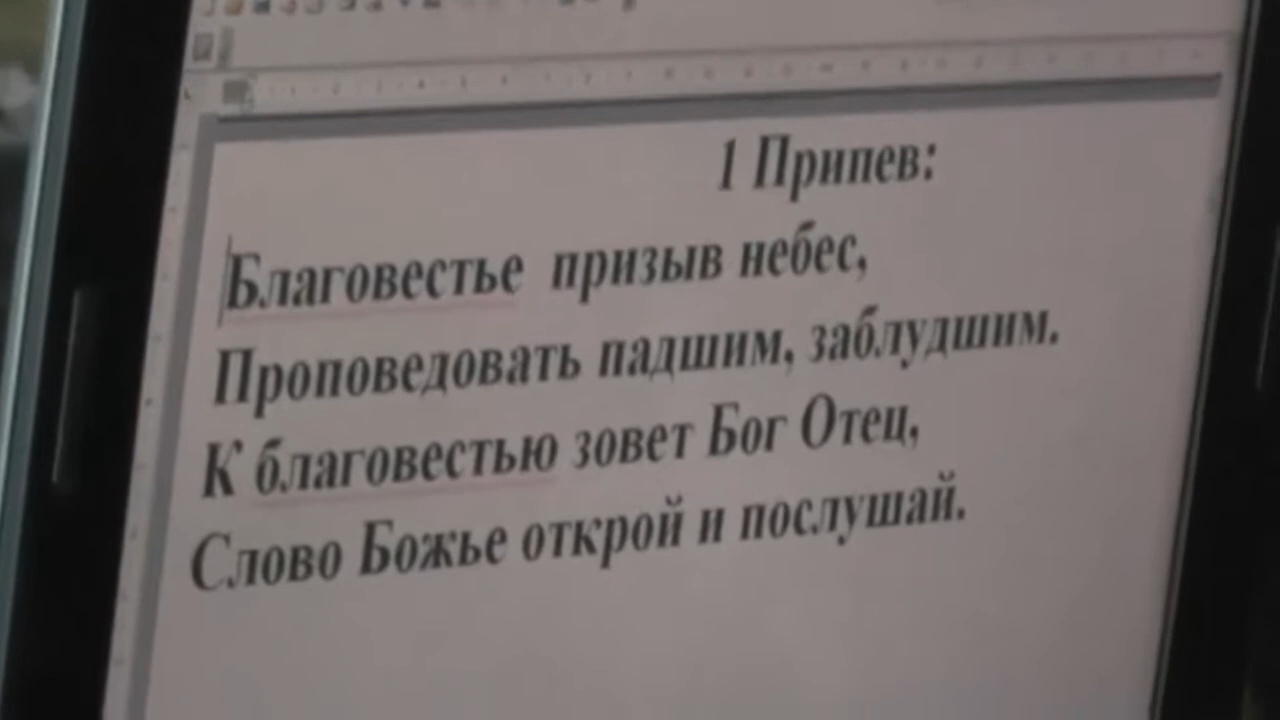 1 Припев:
Благовестье призыв небес,
Проповедовать падшим, заблудшим.
К благовестью зовет Бог Отец,
Слово Божье открой и послушай.